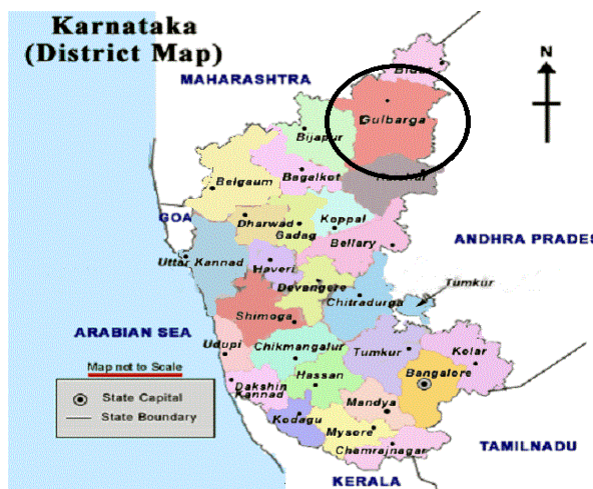 Karnataka
(District Map)
N
MAHARASHTRA
Bidar
Gulbarga
Bijapur
Bagalkot
Belgaum
GOA
Dharwad
Koppal
Gadag
Bellary
ANDHRA PRADES
Uttar Kannad
Haveri
Devangere
Tumkur
Chitradurga
Shimoga
ARABIAN SEA
Udupi
Chikmangalur
Tumkur
Kolar
Map not to Scale
Bangalore
Hassan
Dakshin
Kannad
State Capital
Mandya
State Boundary
Kodagu
Mysore
TAMILNADU
Chamrajnagar
KERALA